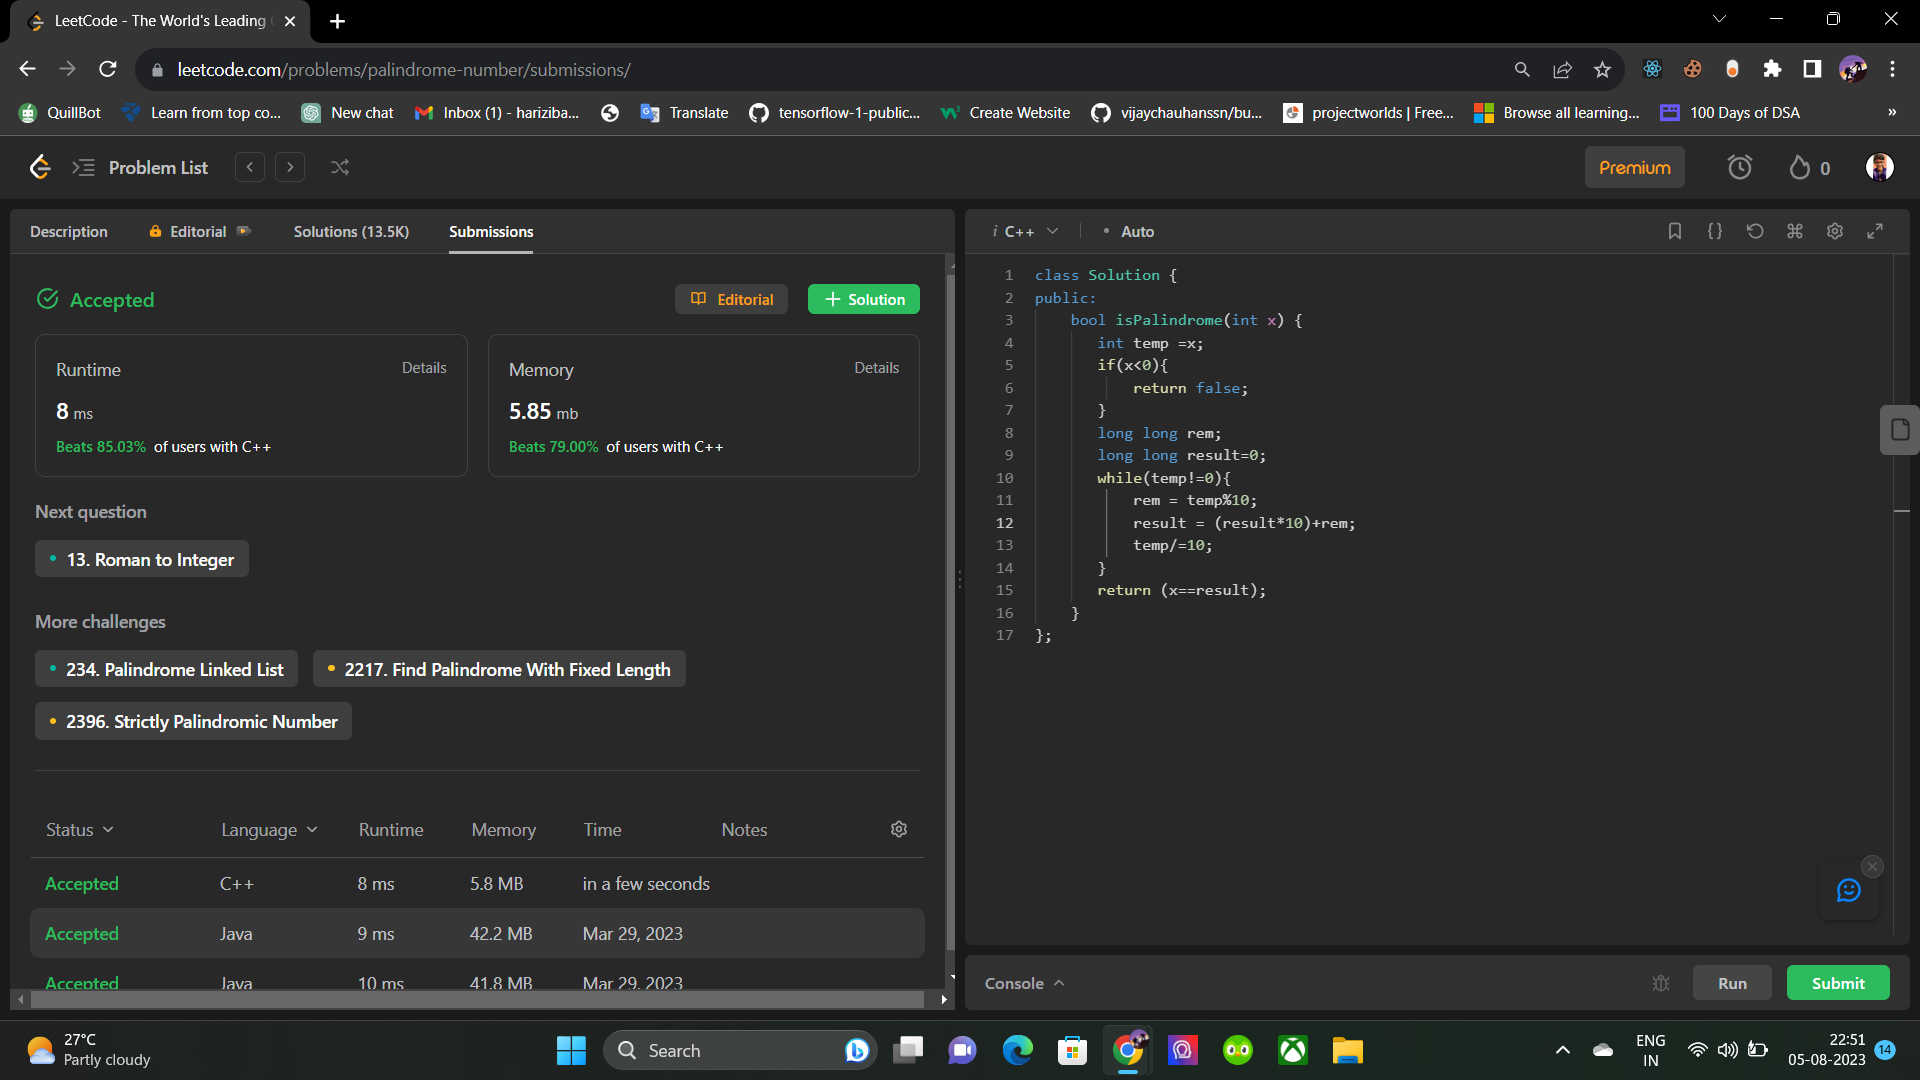 LeetCode - The World's Leading
leetcode.com/problems/palindrome-number/submissions/
QuillBot Learn from top co... New chat Inbox (1) - hariziba... Translate tensorflow-1-public... Create Website vijaychauhanssn/bu... projectworlds | Free... Browse all learning... 100 Days of DSA »
Problem List
Premium 0
Description Editorial Solutions (13.5K) Submissions
Accepted
Editorial + Solution
Runtime Details
8 ms
Beats 85.03% of users with C++
Memory Details
5.85 mb
Beats 79.00% of users with C++
Next question
13. Roman to Integer
More challenges
234. Palindrome Linked List 2217. Find Palindrome With Fixed Length
2396. Strictly Palindromic Number
Status Language Runtime Memory Time Notes
Accepted C++ 8 ms 5.8 MB in a few seconds
Accepted Java 9 ms 42.2 MB Mar 29, 2023
Accepted Java 10 ms 41.8 MB Mar 29, 2023
i C++ • Auto
1 class Solution {
2 public:
3 bool isPalindrome(int x) {
4 int temp =x;
5 if(x<0){
6 return false;
7 }
8 long long rem;
9 long long result=0;
10 while(temp!=0){
11 rem = temp%10;
12 result = (result*10)+rem;
13 temp/=10;
14 }
15 return (x==result);
16 }
17 };
Console Run Submit
27°C
Partly cloudy
Search
ENG
IN
22:51
05-08-2023
14